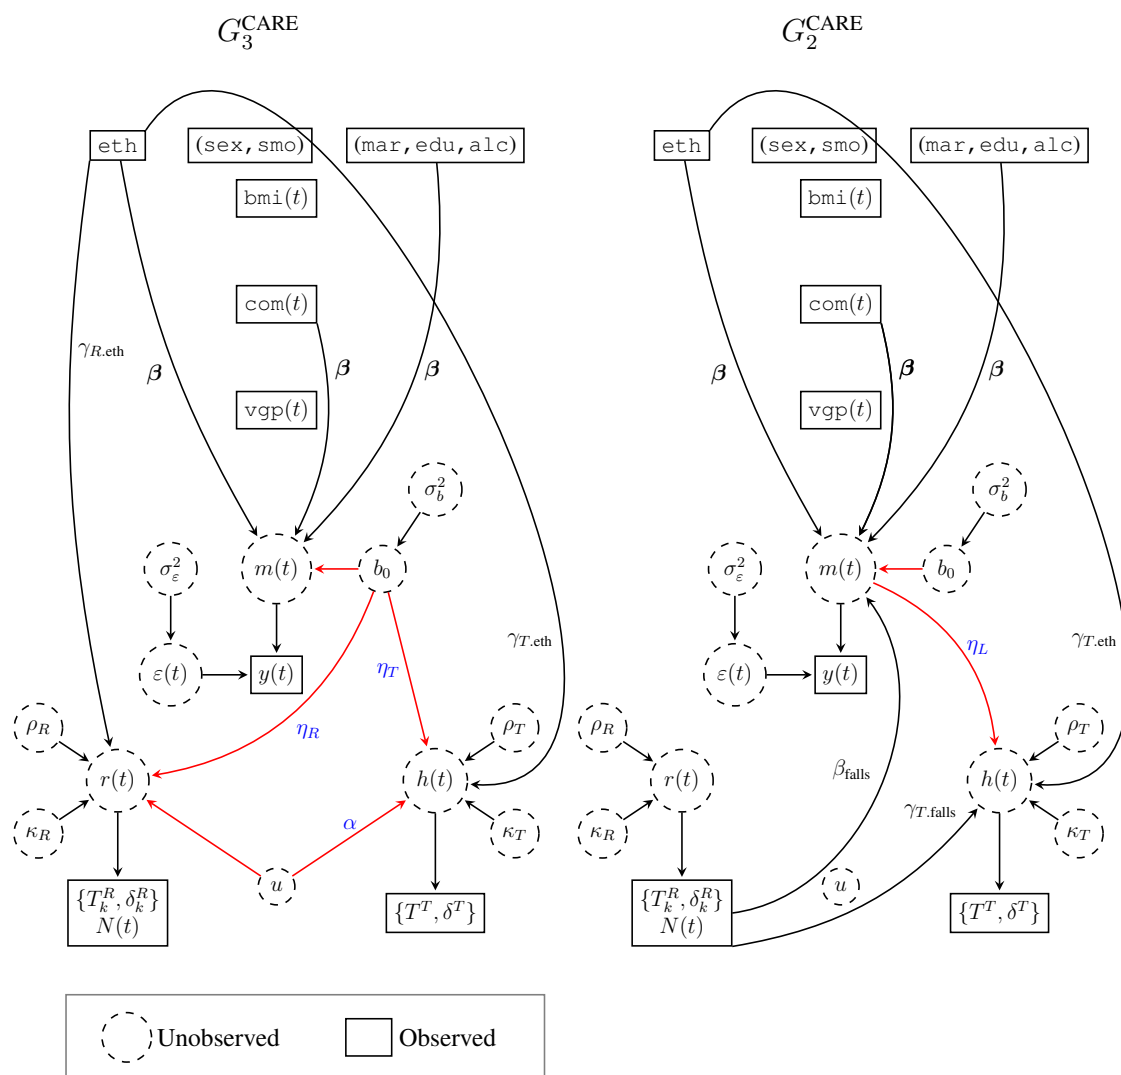 G_3^CARE
eth
(sex,smo)
(mar,edu,alc)
bmi(t)
com(t)
γ_R.eth
β
β
β
vgp(t)
σ_b^2
σ_ε^2
m(t)
b_0
γ_T.eth
ε(t)
y(t)
η_T
ρ_R
η_R
ρ_T
r(t)
h(t)
κ_R
α
κ_T
u
{T_k^R, δ_k^R}
N(t)
{T^T, δ^T}
G_2^CARE
eth
(sex,smo)
(mar,edu,alc)
bmi(t)
com(t)
β
β
β
vgp(t)
σ_b^2
σ_ε^2
m(t)
b_0
η_L
γ_T.eth
ε(t)
y(t)
ρ_R
ρ_T
r(t)
β_falls
h(t)
κ_R
γ_T.falls
κ_T
u
{T_k^R, δ_k^R}
N(t)
{T^T, δ^T}
Unobserved
Observed